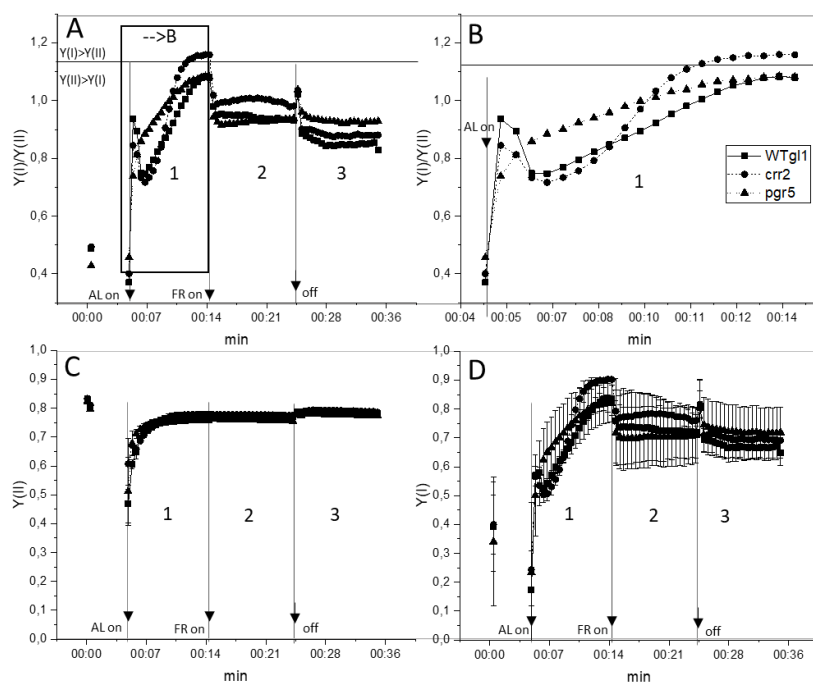 A
-->B
Y(I)>Y(II)
Y(II)>Y(I)
Y(I)/Y(II)
1,2
1,0
0,8
0,6
0,4
1
2
3
AL on
FR on
off
00:00
00:07
00:14
00:21
00:28
00:36
min
B
Y(I)/Y(II)
1,2
1,0
0,8
0,6
0,4
AL on
1
WTgl1
crr2
pgr5
00:04
00:05
00:07
00:08
00:10
00:11
00:12
00:14
min
C
Y(II)
1,0
0,9
0,8
0,7
0,6
0,5
0,4
0,3
0,2
0,1
0,0
1
2
3
AL on
FR on
off
00:00
00:07
00:14
00:21
00:28
00:36
min
D
Y(I)
1,0
0,9
0,8
0,7
0,6
0,5
0,4
0,3
0,2
0,1
0,0
1
2
3
AL on
FR on
off
00:00
00:07
00:14
00:21
00:28
00:36
min